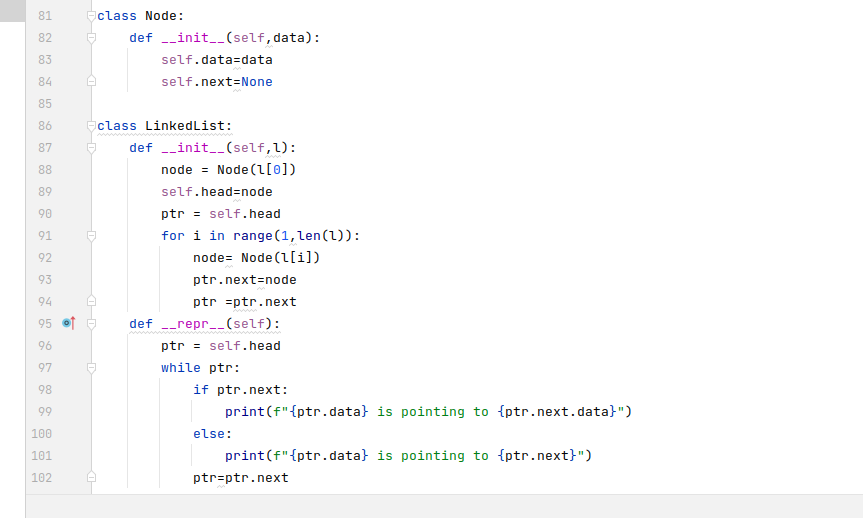 81 class Node:
82     def __init__(self,data):
83         self.data=data
84         self.next=None
85
86 class LinkedList:
87     def __init__(self,l):
88         node = Node(l[0])
89         self.head=node
90         ptr = self.head
91         for i in range(1,len(l)):
92             node= Node(l[i])
93             ptr.next=node
94             ptr =ptr.next
95     def __repr__(self):
96         ptr = self.head
97         while ptr:
98             if ptr.next:
99                 print(f"{ptr.data} is pointing to {ptr.next.data}")
100             else:
101                 print(f"{ptr.data} is pointing to {ptr.next}")
102             ptr=ptr.next